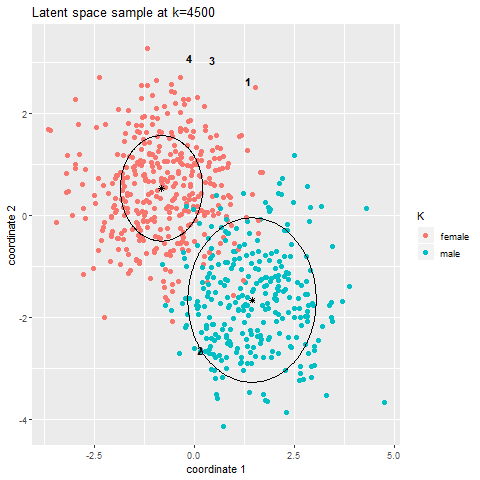 Latent space sample at k=4500
4
3
1
2
0
-2
-4
2
-2.5
0.0
2.5
5.0
coordinate 1
coordinate 2
K
female
male